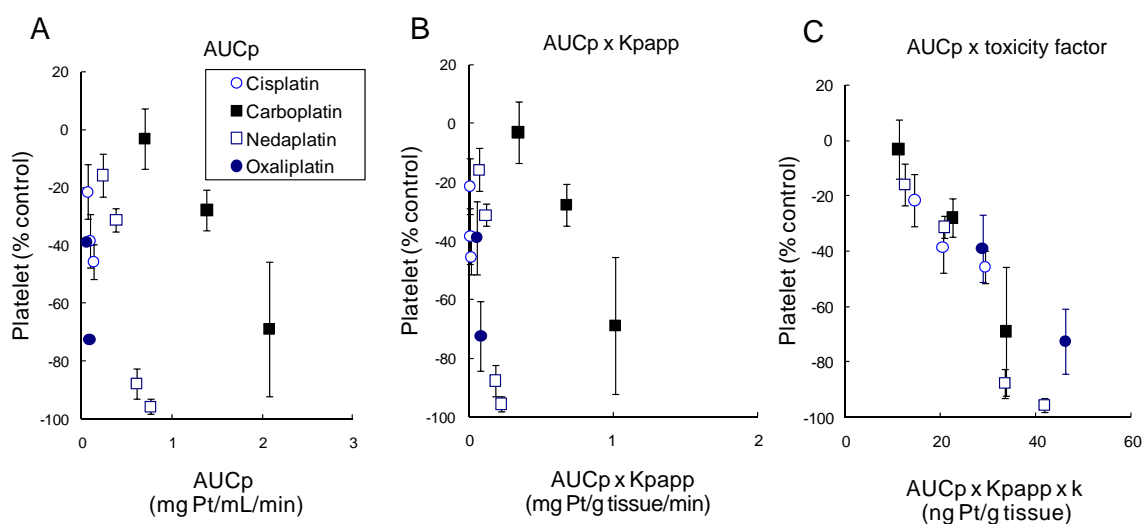 A
AUCp
Cisplatin
Carboplatin
Nedaplatin
Oxaliplatin
20
0
-20
-40
-60
-80
-100
Platelet (% control)
0
1
2
3
AUCp
(mg Pt/mL/min)
B
AUCp x Kpapp
20
0
-20
-40
-60
-80
-100
Platelet (% control)
0
1
2
AUCp x Kpapp
(mg Pt/g tissue/min)
C
AUCp x toxicity factor
20
0
-20
-40
-60
-80
-100
Platelet (% control)
0
20
40
60
AUCp x Kpapp x k
(ng Pt/g tissue)